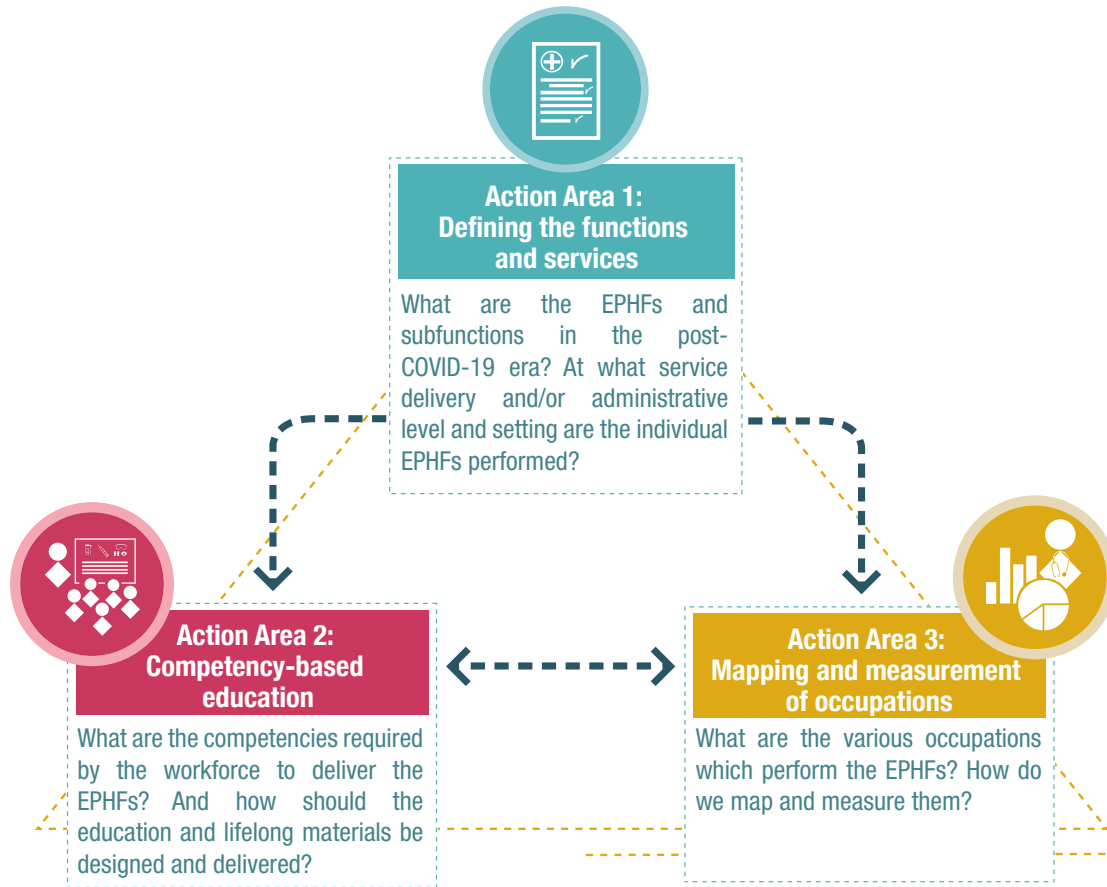 Action Area 1:
Defining the functions
and services
What are the EPHFs and
subfunctions in the post-
COVID-19 era? At what service
delivery and/or administrative
level and setting are the individual
EPHFs performed?
Action Area 2:
Competency-based
education
What are the competencies required
by the workforce to deliver the
EPHFs? And how should the
education and lifelong materials be
designed and delivered?
Action Area 3:
Mapping and measurement
of occupations
What are the various occupations
which perform the EPHFs? How do
we map and measure them?